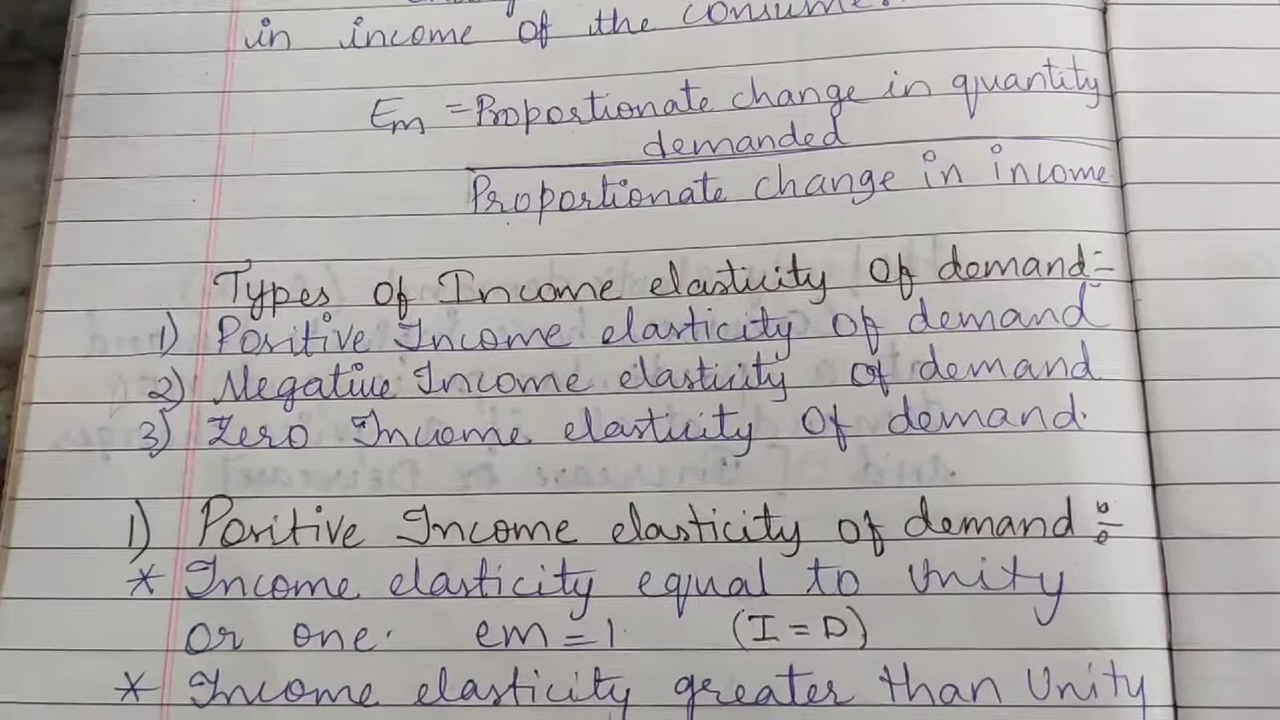 in income of the consumer.
Em = Proportionate change in quantity
demanded
Proportionate change in income
Types of Income elasticity of demand:-
1) Positive Income elasticity of demand
2) Negative Income elasticity of demand
3) Zero Income elasticity of demand.
1) Positive Income elasticity of demand :-
* Income elasticity equal to unity
or one. em = 1. (I = D)
* Income elasticity greater than Unity